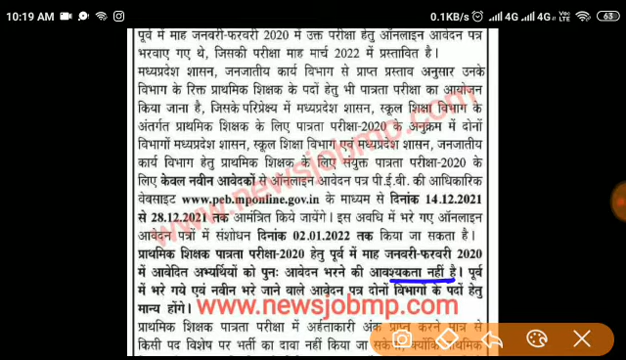 10:19 AM
0.1KB/s 4G 4G VoLTE 63
पूर्व में माह जनवरी-फरवरी 2020 में उक्त परीक्षा हेतु ऑनलाइन आवेदन पत्र
भरवाए गए थे, जिसकी परीक्षा माह मार्च 2022 में प्रस्तावित है।
मध्यप्रदेश शासन, जनजातीय कार्य विभाग से प्राप्त प्रस्ताव अनुसार उनके
विभाग के रिक्त प्राथमिक शिक्षक के पदों हेतु भी पात्रता परीक्षा का आयोजन
किया जाना है, जिसके परिप्रेक्ष्य में मध्यप्रदेश शासन, स्कूल शिक्षा विभाग के
अंतर्गत प्राथमिक शिक्षक के लिए पात्रता परीक्षा-2020 के अनुक्रम में दोनों
विभागों मध्यप्रदेश शासन, स्कूल शिक्षा विभाग एवं मध्यप्रदेश शासन, जनजातीय
कार्य विभाग हेतु प्राथमिक शिक्षक के लिए संयुक्त पात्रता परीक्षा-2020 के
लिए केवल नवीन आवेदकों से ऑनलाइन आवेदन पत्र पी.ई.बी. की आधिकारिक
वेबसाइट www.peb.mponline.gov.in के माध्यम से दिनांक 14.12.2021
से 28.12.2021 तक आमंत्रित किये जायेंगे। इस अवधि में भरे गए ऑनलाइन
आवेदन पत्रों में संशोधन दिनांक 02.01.2022 तक किया जा सकता है।
प्राथमिक शिक्षक पात्रता परीक्षा-2020 हेतु पूर्व में माह जनवरी-फरवरी 2020
में आवेदित अभ्यर्थियों को पुनः आवेदन भरने की आवश्यकता नहीं है। पूर्व
में भरे गये एवं नवीन भरे जाने वाले आवेदन पत्र दोनों विभागों के पदों हेतु
मान्य होंगे।
www.newsjobmp.com
www.newsjobmp.com
प्राथमिक शिक्षक पात्रता परीक्षा में अर्हताकारी अंक प्राप्त करने मात्र से
किसी पद विशेष पर भर्ती का दावा नहीं किया जा सकेगा, क्योंकि प्राथमिक